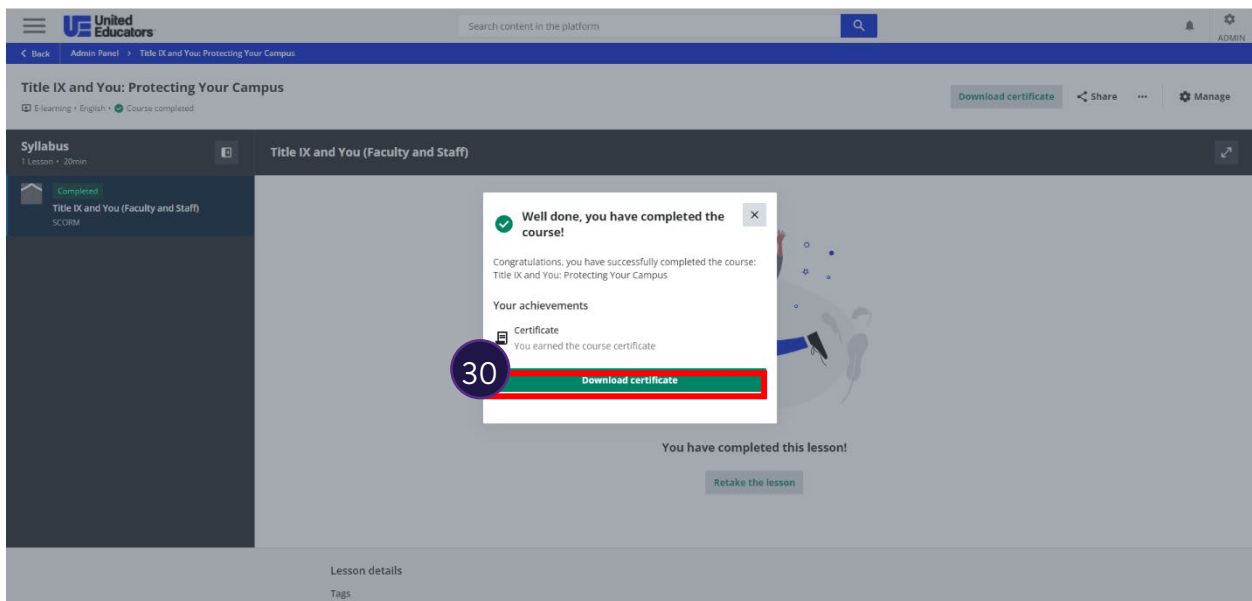 United
Educators
Search content in the platform
ADMIN
Back
Admin Panel > Title IX and You: Protecting Your Campus
Title IX and You: Protecting Your Campus
E-learning • English • Course completed
Download certificate
Share
...
Manage
Syllabus
1 Lesson • 20min
Title IX and You (Faculty and Staff)
Completed
Title IX and You (Faculty and Staff)
SCORM
Well done, you have completed the
course!
Congratulations, you have successfully completed the course:
Title IX and You: Protecting Your Campus
Your achievements
Certificate
You earned the course certificate
30
Download certificate
You have completed this lesson!
Retake the lesson
Lesson details
Tags